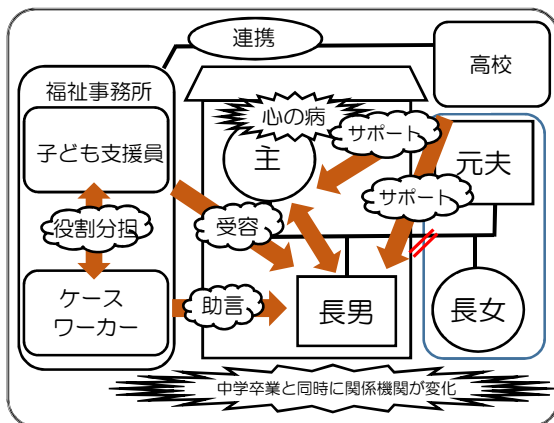 連携
高校
福祉事務所
心の病
サポート
子ども支援員
主
元夫
サポート
役割分担
受容
ケース
ワーカー
助言
長男
長女
中学卒業と同時に関係機関が変化